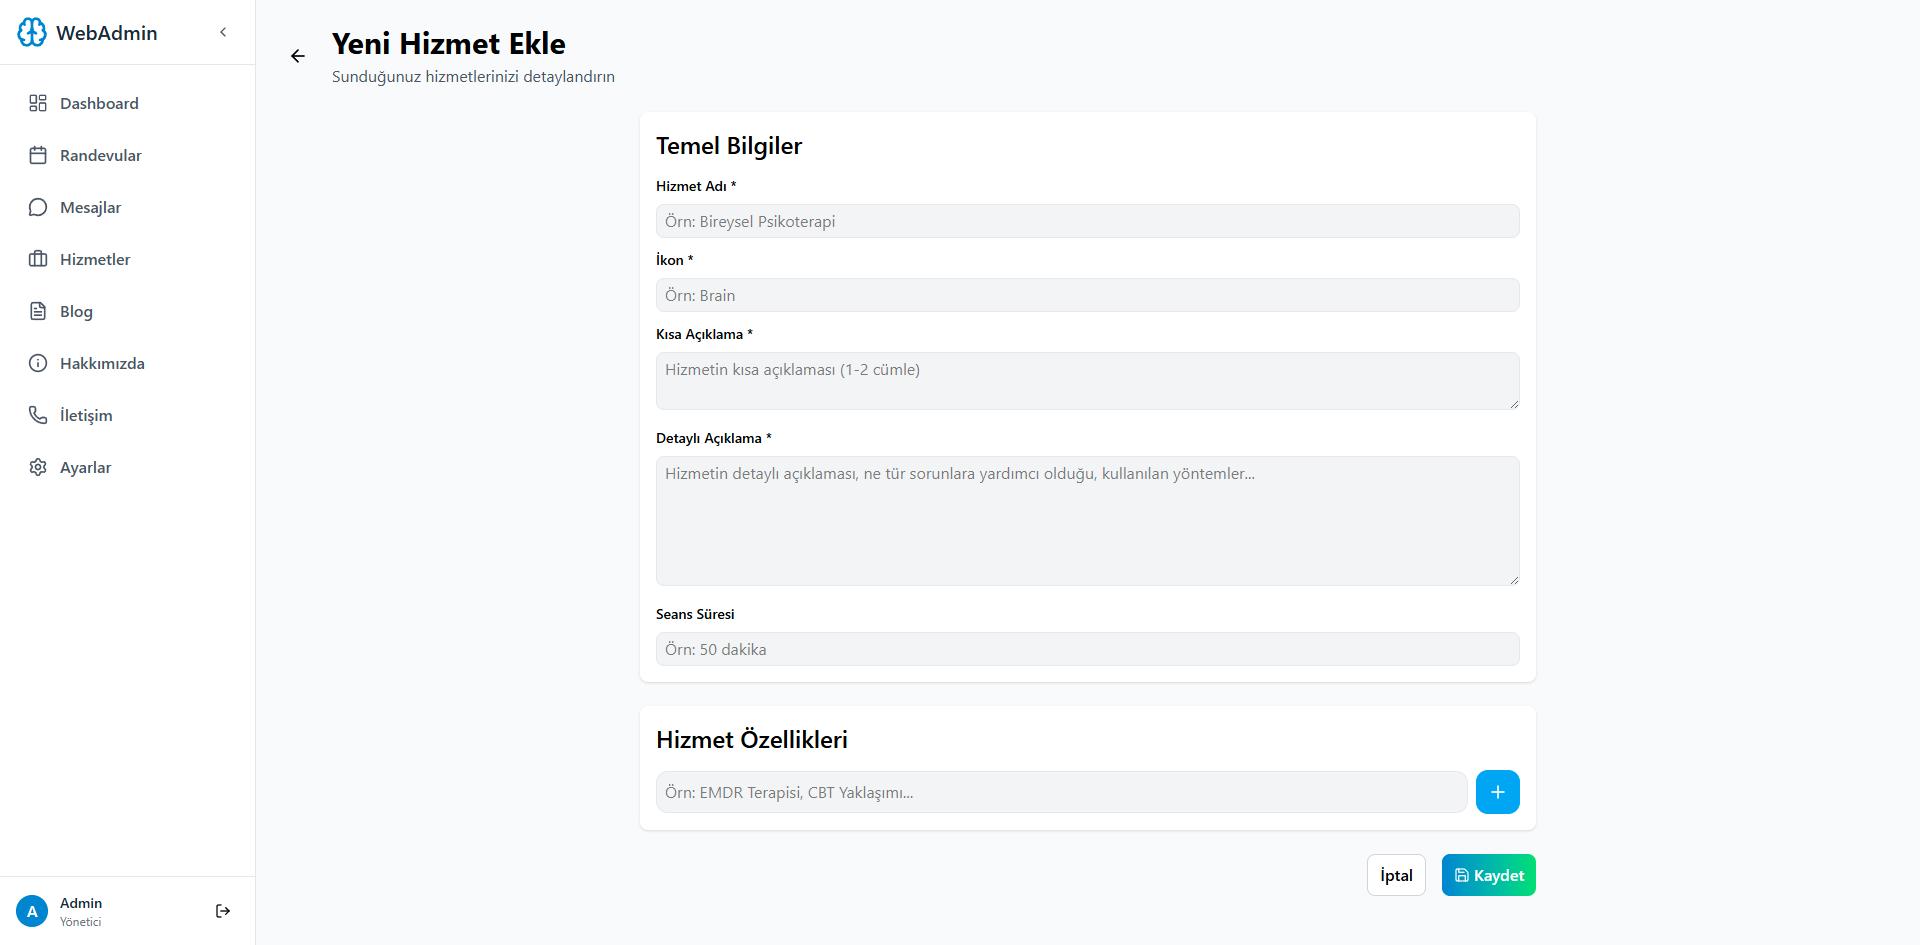 WebAdmin
Dashboard
Randevular
Mesajlar
Hizmetler
Blog
Hakkımızda
İletişim
Ayarlar
A
Admin
Yönetici
Yeni Hizmet Ekle
Sunduğunuz hizmetlerinizi detaylandırın
Temel Bilgiler
Hizmet Adı *
Örn: Bireysel Psikoterapi
İkon *
Örn: Brain
Kısa Açıklama *
Hizmetin kısa açıklaması (1-2 cümle)
Detaylı Açıklama *
Hizmetin detaylı açıklaması, ne tür sorunlara yardımcı olduğu, kullanılan yöntemler...
Seans Süresi
Örn: 50 dakika
Hizmet Özellikleri
Örn: EMDR Terapisi, CBT Yaklaşımı...
İptal
Kaydet